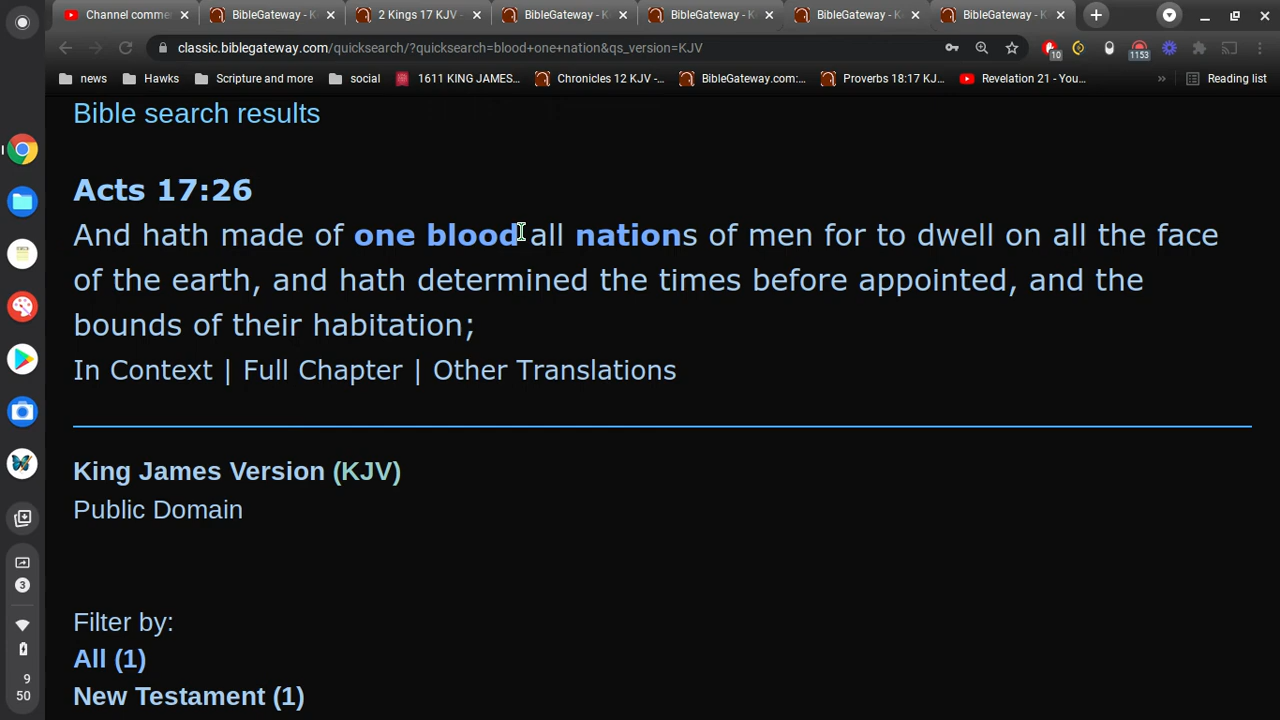 Channel comme
BibleGateway - K
2 Kings 17 KJV -
BibleGateway - K
BibleGateway - K
BibleGateway - K
BibleGateway - K
classic.biblegateway.com/quicksearch/?quicksearch=blood+one+nation&qs_version=KJV
10
1153
news
Hawks
Scripture and more
social
1611 KING JAMES...
Chronicles 12 KJV -...
BibleGateway.com:...
Proverbs 18:17 KJ...
Revelation 21 - You...
»
Reading list
Bible search results
Acts 17:26
And hath made of one blood all nations of men for to dwell on all the face
of the earth, and hath determined the times before appointed, and the
bounds of their habitation;
In Context | Full Chapter | Other Translations
King James Version (KJV)
Public Domain
Filter by:
All (1)
New Testament (1)
3
9
50